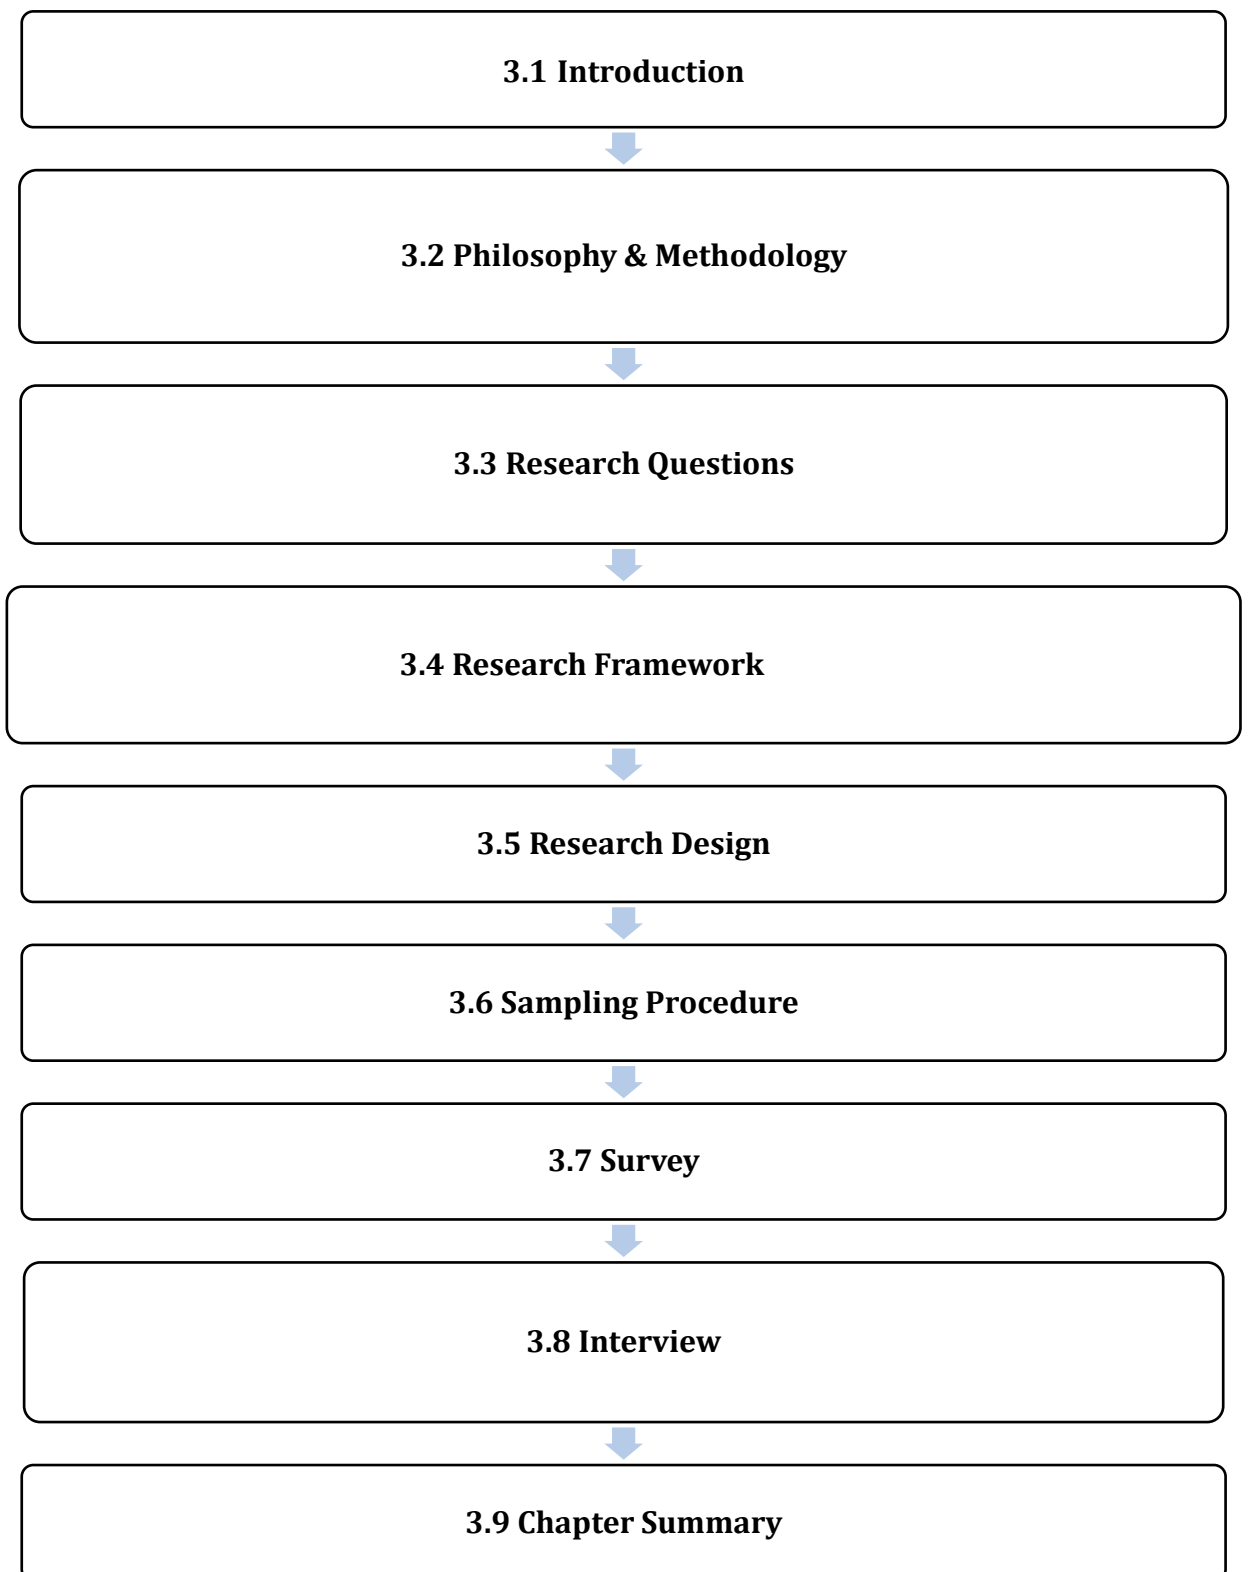 3.1 Introduction
3.2 Philosophy & Methodology
3.3 Research Questions
3.4 Research Framework
3.5 Research Design
3.6 Sampling Procedure
3.7 Survey
3.8 Interview
3.9 Chapter Summary